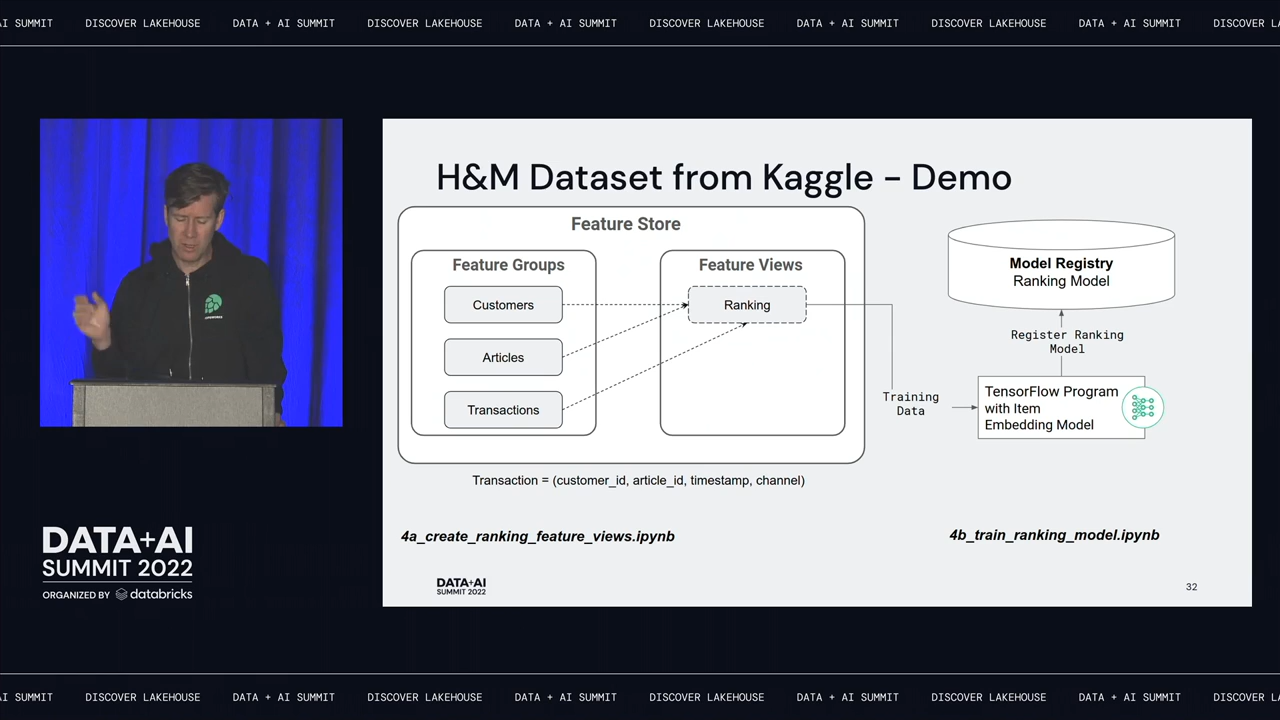 AI SUMMIT DISCOVER LAKEHOUSE DATA + AI SUMMIT DISCOVER LAKEHOUSE DATA + AI SUMMIT DISCOVER LAKEHOUSE DATA + AI SUMMIT DISCOVER LAKEHOUSE DATA + AI SUMMIT DISCOVER L
H&M Dataset from Kaggle – Demo
Feature Store
Feature Groups
Customers
Articles
Transactions
Feature Views
Ranking
Transaction = (customer_id, article_id, timestamp, channel)
Training
Data
Model Registry
Ranking Model
Register Ranking
Model
TensorFlow Program
with Item
Embedding Model
4a_create_ranking_feature_views.ipynb
4b_train_ranking_model.ipynb
DATA+AI
SUMMIT 2022
32
DATA+AI
SUMMIT 2022
ORGANIZED BY databricks
AI SUMMIT DISCOVER LAKEHOUSE DATA + AI SUMMIT DISCOVER LAKEHOUSE DATA + AI SUMMIT DISCOVER LAKEHOUSE DATA + AI SUMMIT DISCOVER LAKEHOUSE DATA + AI SUMMIT DISCOVER L